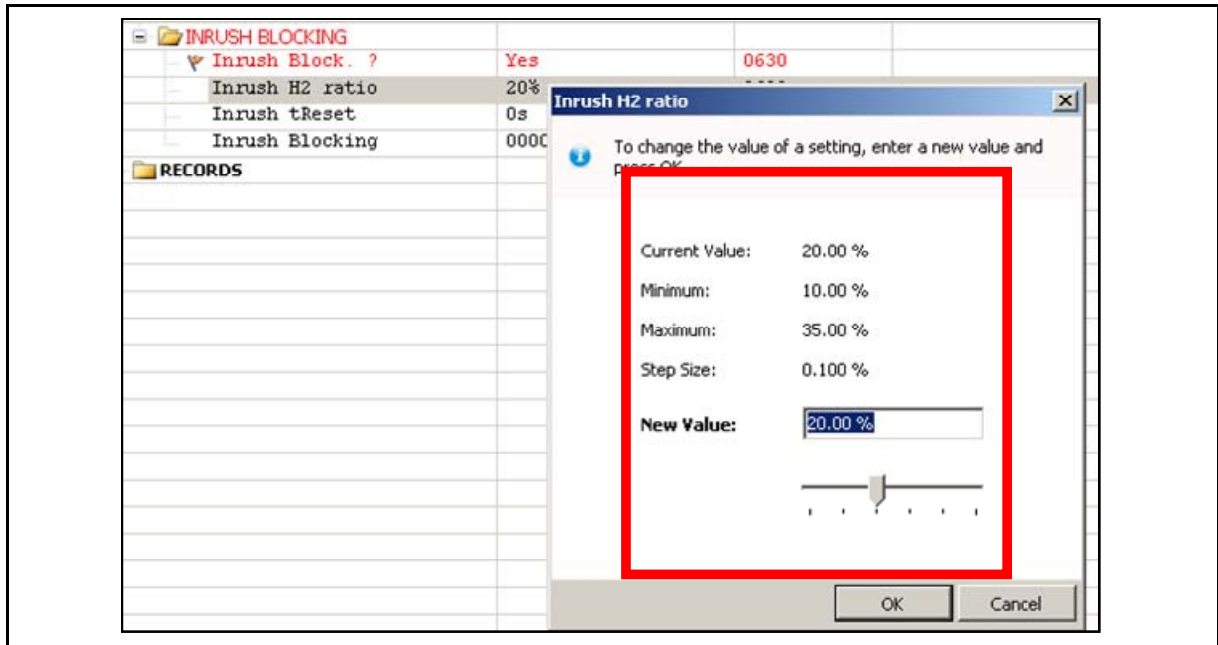 INRUSH BLOCKING
Inrush Block. ? Yes 0630
Inrush H2 ratio 20%
Inrush tReset 0s
Inrush Blocking
RECORDS
Inrush H2 ratio
To change the value of a setting, enter a new value and
press OK
Current Value: 20.00 %
Minimum: 10.00 %
Maximum: 35.00 %
Step Size: 0.100 %
New Value: 20.00 %
OK Cancel